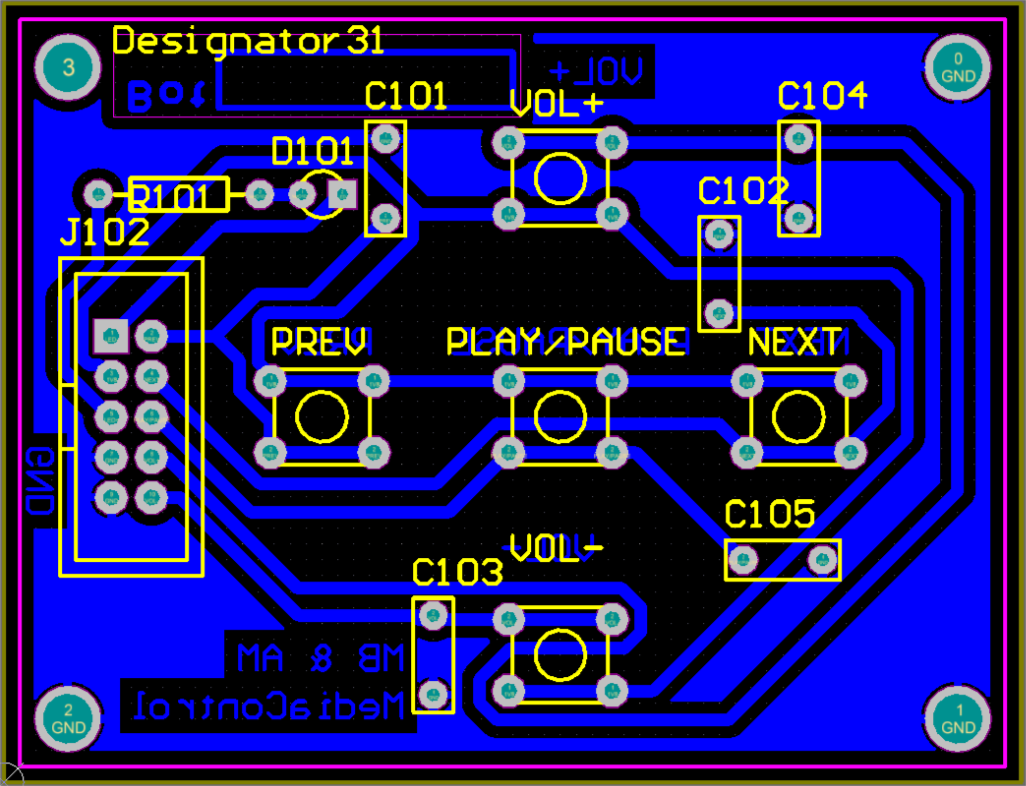 Designator31
3
0
GND
Bot
VOL+
C101
VOL+
C104
D101
C102
R101
J102
PREV
PLAY/PAUSE
NEXT
GND
C105
VOL-
C103
MB & AM
MediaControl
2
GND
1
GND